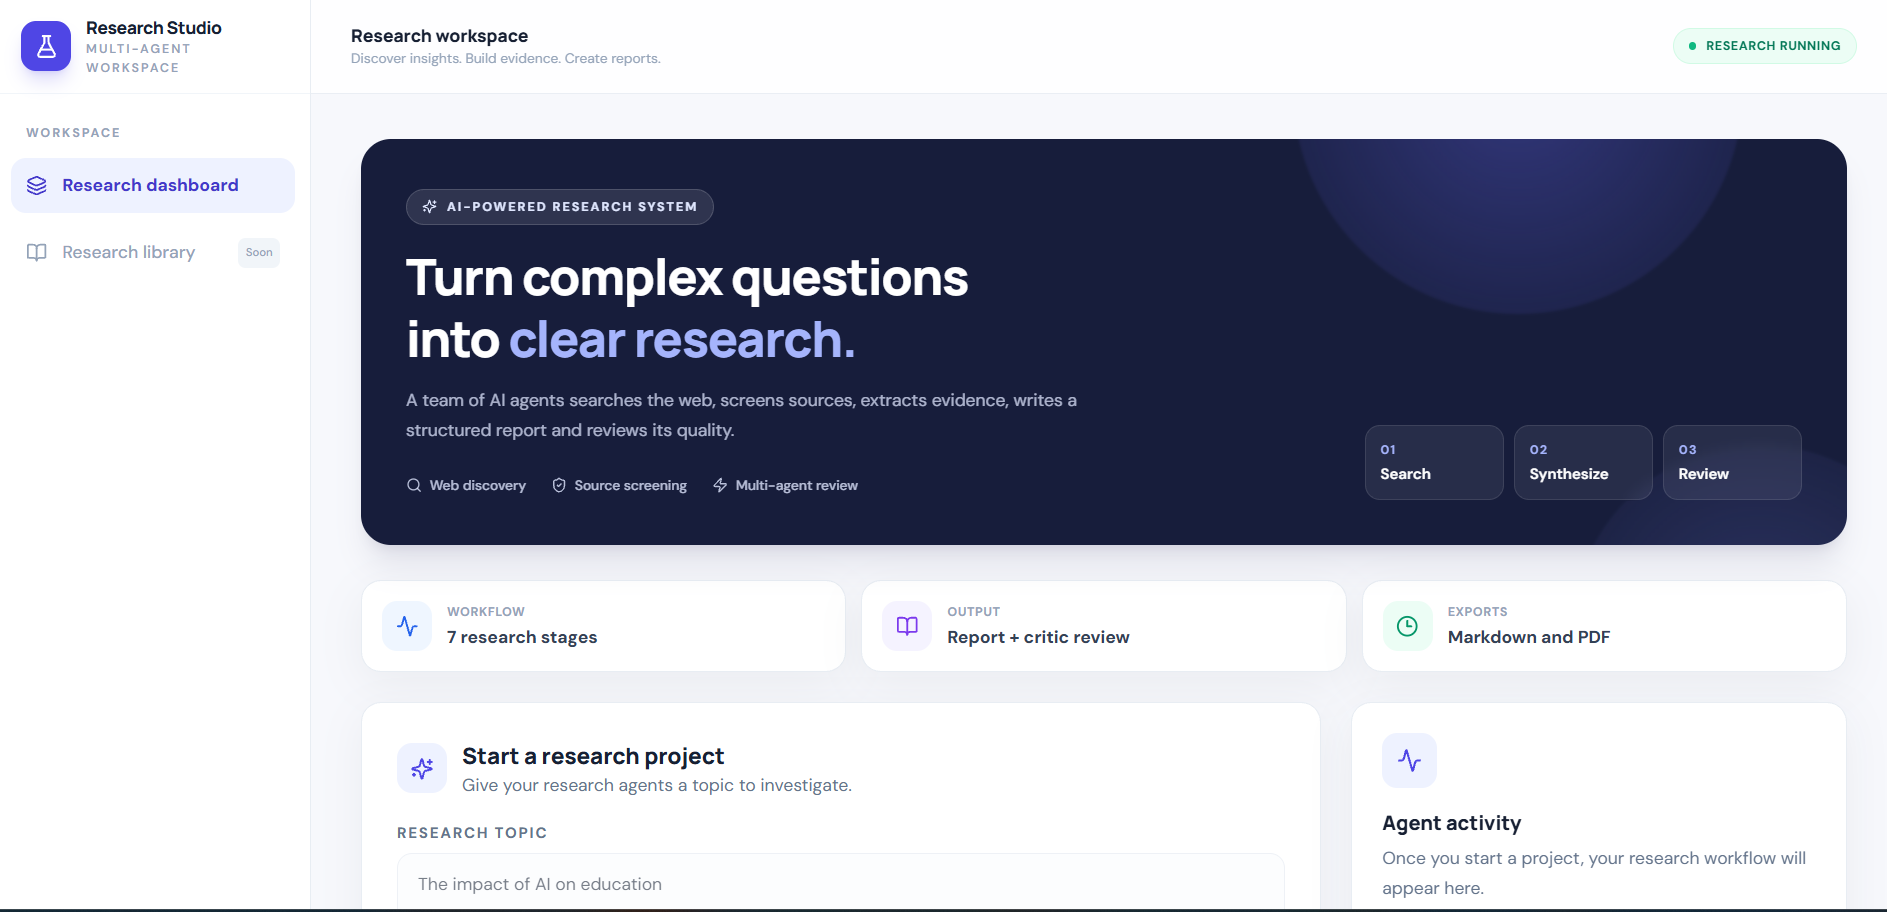 Research Studio
MULTI-AGENT
WORKSPACE
WORKSPACE
Research dashboard
Research library
Soon
Research workspace
Discover insights. Build evidence. Create reports.
RESEARCH RUNNING
AI-POWERED RESEARCH SYSTEM
Turn complex questions
into clear research.
A team of AI agents searches the web, screens sources, extracts evidence, writes a
structured report and reviews its quality.
Web discovery
Source screening
Multi-agent review
01
Search
02
Synthesize
03
Review
WORKFLOW
7 research stages
OUTPUT
Report + critic review
EXPORTS
Markdown and PDF
Start a research project
Give your research agents a topic to investigate.
RESEARCH TOPIC
The impact of AI on education
Agent activity
Once you start a project, your research workflow will
appear here.